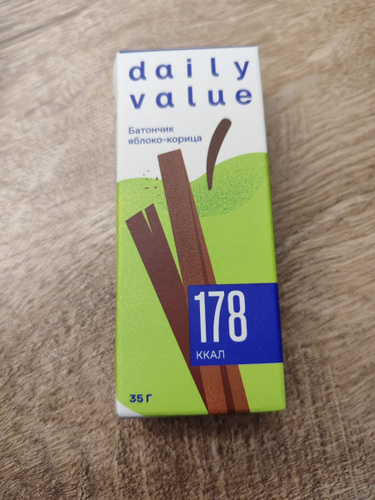 daily
value
Батончик
яблоко-корица
178
ККАЛ
35 Г